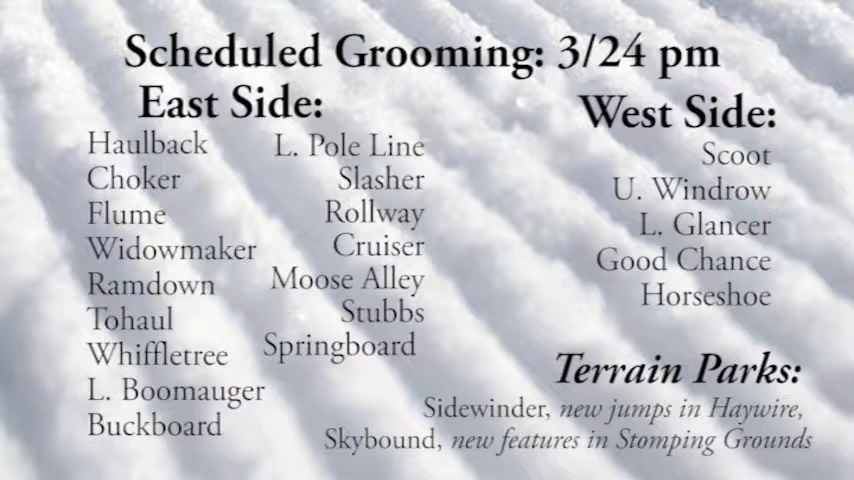 Scheduled Grooming: 3/24 pm
East Side:
Haulback
Choker
Flume
Widowmaker
Ramdown
Tohaul
Whiffletree
L. Boomauger
Buckboard
L. Pole Line
Slasher
Rollway
Cruiser
Moose Alley
Stubbs
Springboard
West Side:
Scoot
U. Windrow
L. Glancer
Good Chance
Horseshoe
Terrain Parks:
Sidewinder, new jumps in Haywire,
Skybound, new features in Stomping Grounds